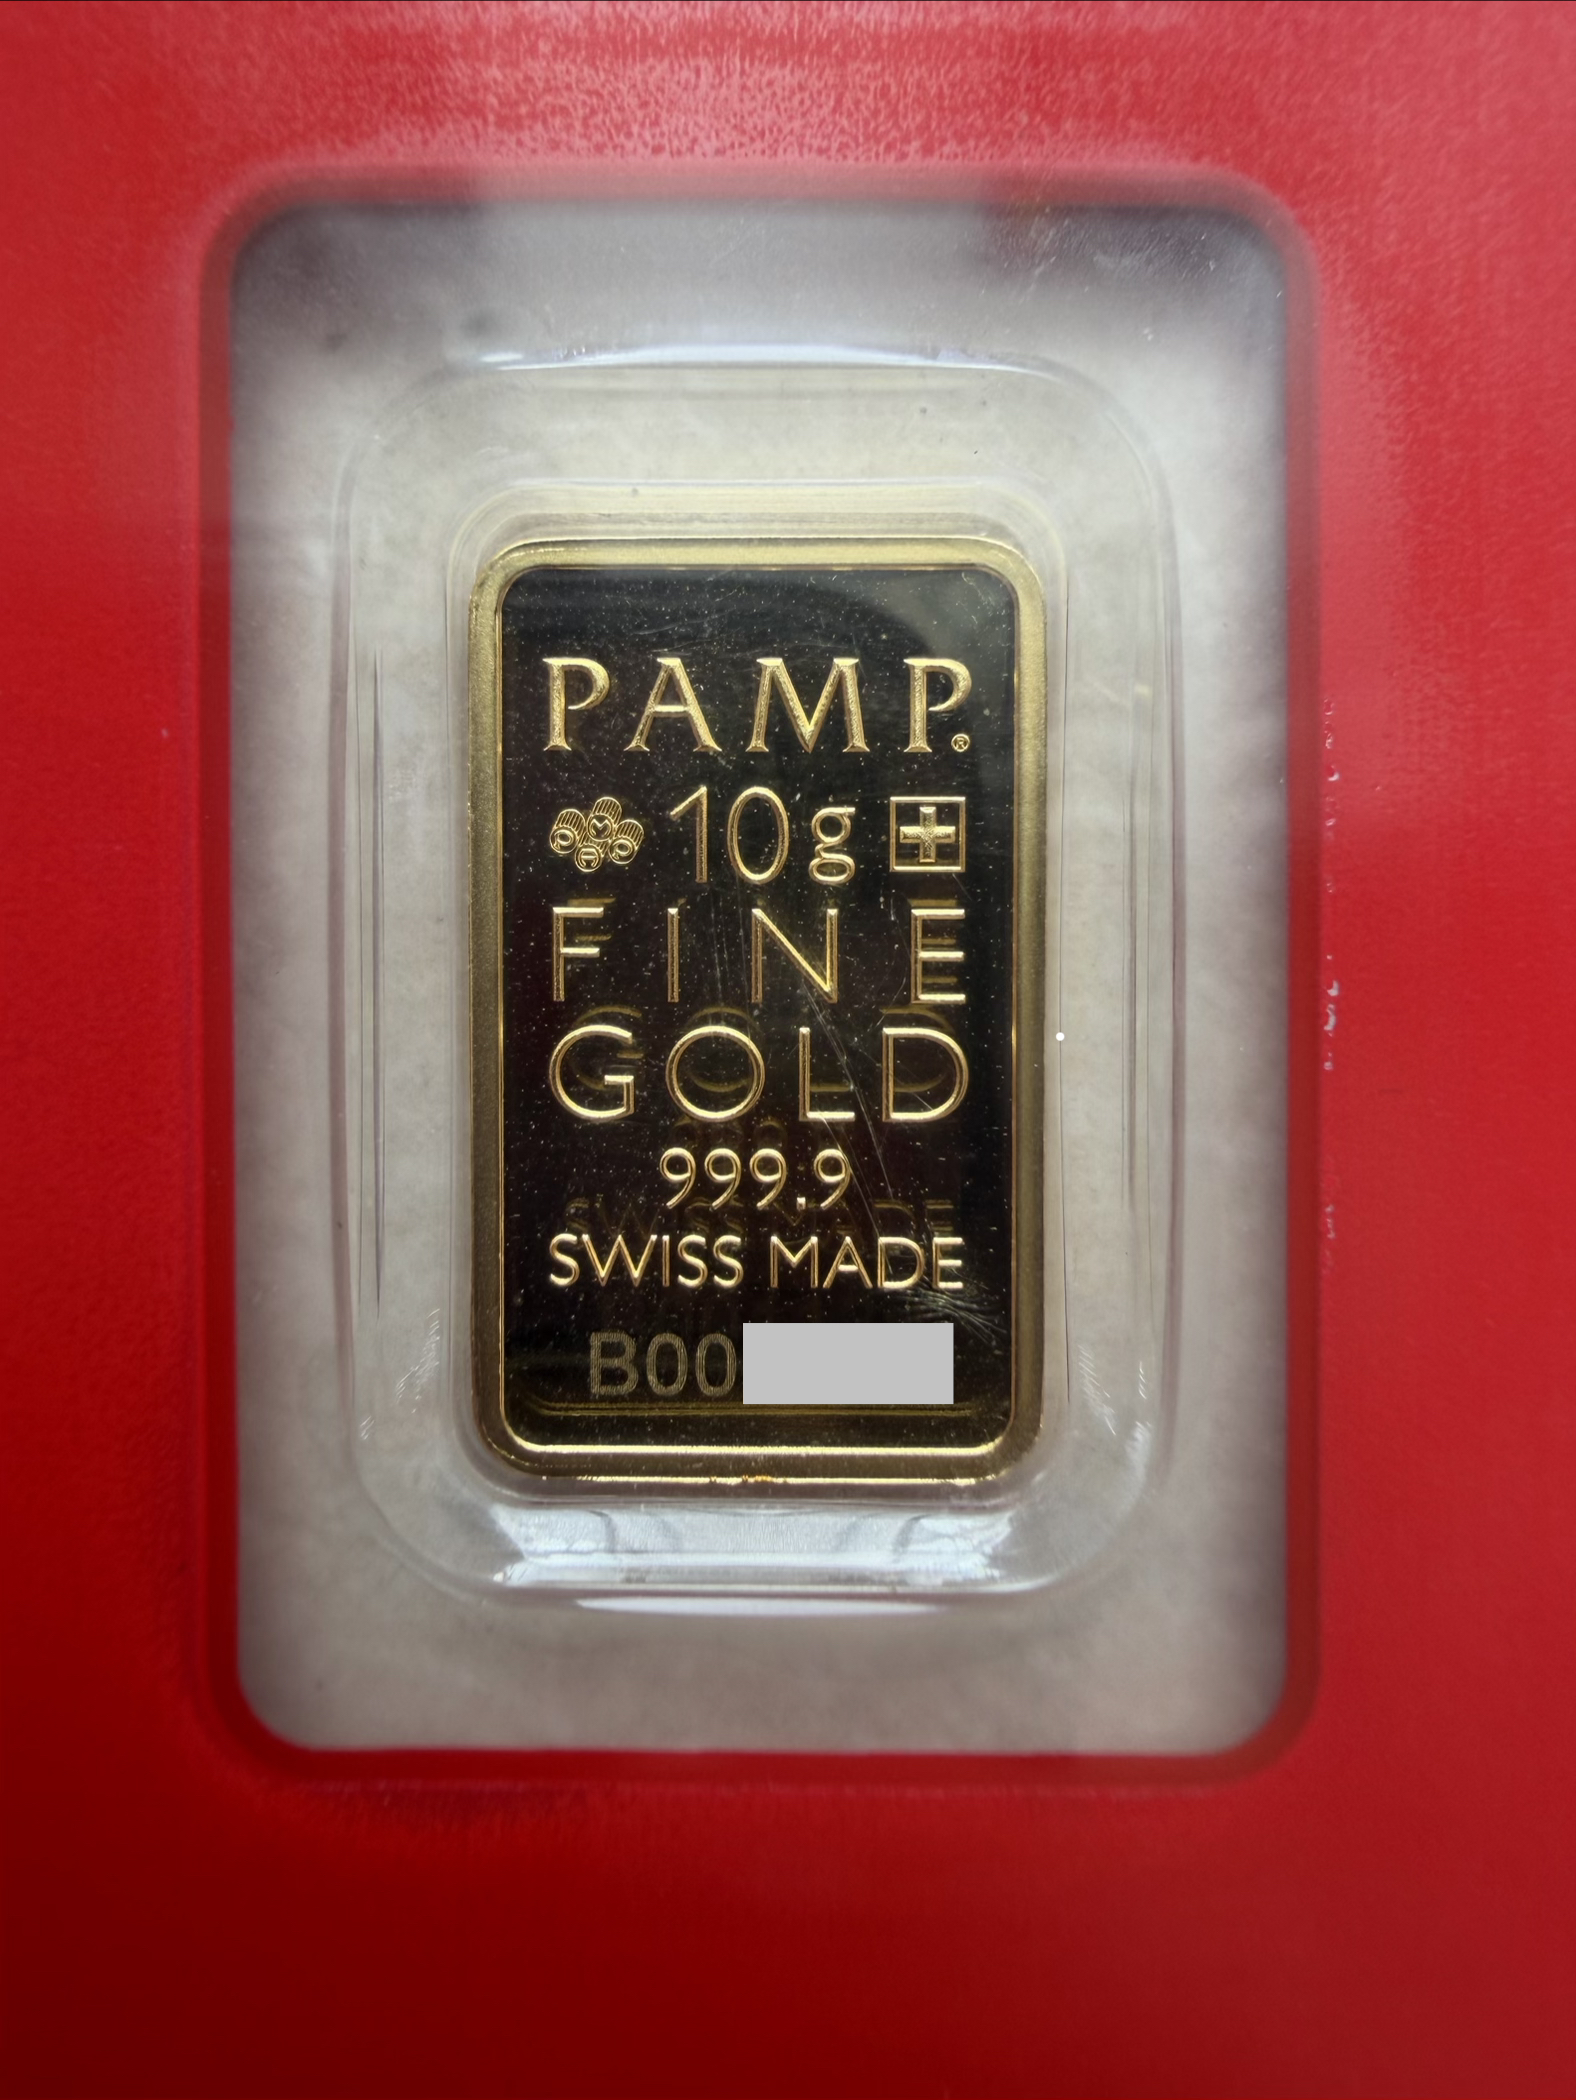 PAMP.®
10g
FINE
GOLD
999.9
SWISS MADE
B00